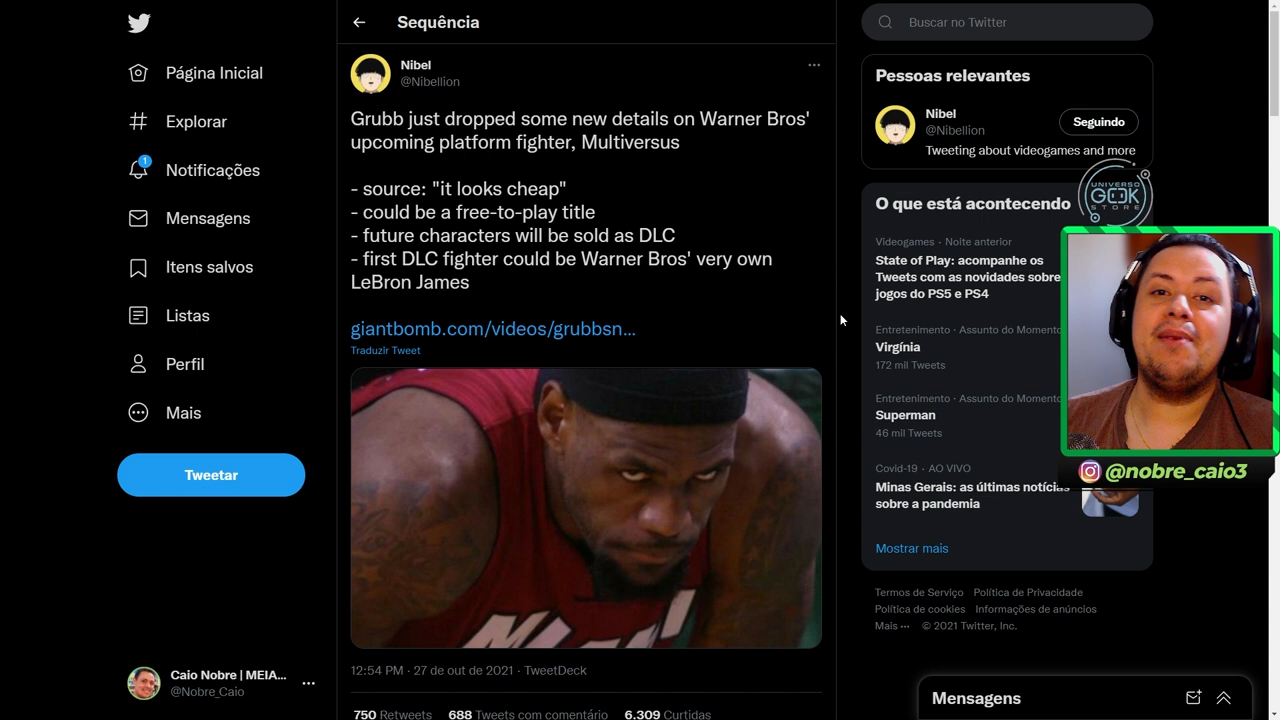 Página Inicial
Explorar
1
Notificações
Mensagens
Itens salvos
Listas
Perfil
Mais
Tweetar
Caio Nobre | MEIA...
@Nobre_Caio
Sequência
Nibel
@Nibellion
Grubb just dropped some new details on Warner Bros'
upcoming platform fighter, Multiversus
- source: "it looks cheap"
- could be a free-to-play title
- future characters will be sold as DLC
- first DLC fighter could be Warner Bros' very own
LeBron James
giantbomb.com/videos/grubbsn...
Traduzir Tweet
12:54 PM · 27 de out de 2021 · TweetDeck
750 Retweets 688 Tweets com comentário 6.309 Curtidas
Buscar no Twitter
Pessoas relevantes
Nibel
@Nibellion
Seguindo
Tweeting about videogames and more
UNIVERSO
GEEK
STORE
O que está acontecendo
Videogames · Noite anterior
State of Play: acompanhe os
Tweets com as novidades sobre
jogos do PS5 e PS4
Entretenimento · Assunto do Momento
Virgínia
172 mil Tweets
Entretenimento · Assunto do Momento
Superman
46 mil Tweets
@nobre_caio3
Covid-19 · AO VIVO
Minas Gerais: as últimas notícias
sobre a pandemia
Mostrar mais
Termos de Serviço Política de Privacidade
Política de cookies Informações de anúncios
Mais ··· © 2021 Twitter, Inc.
Mensagens